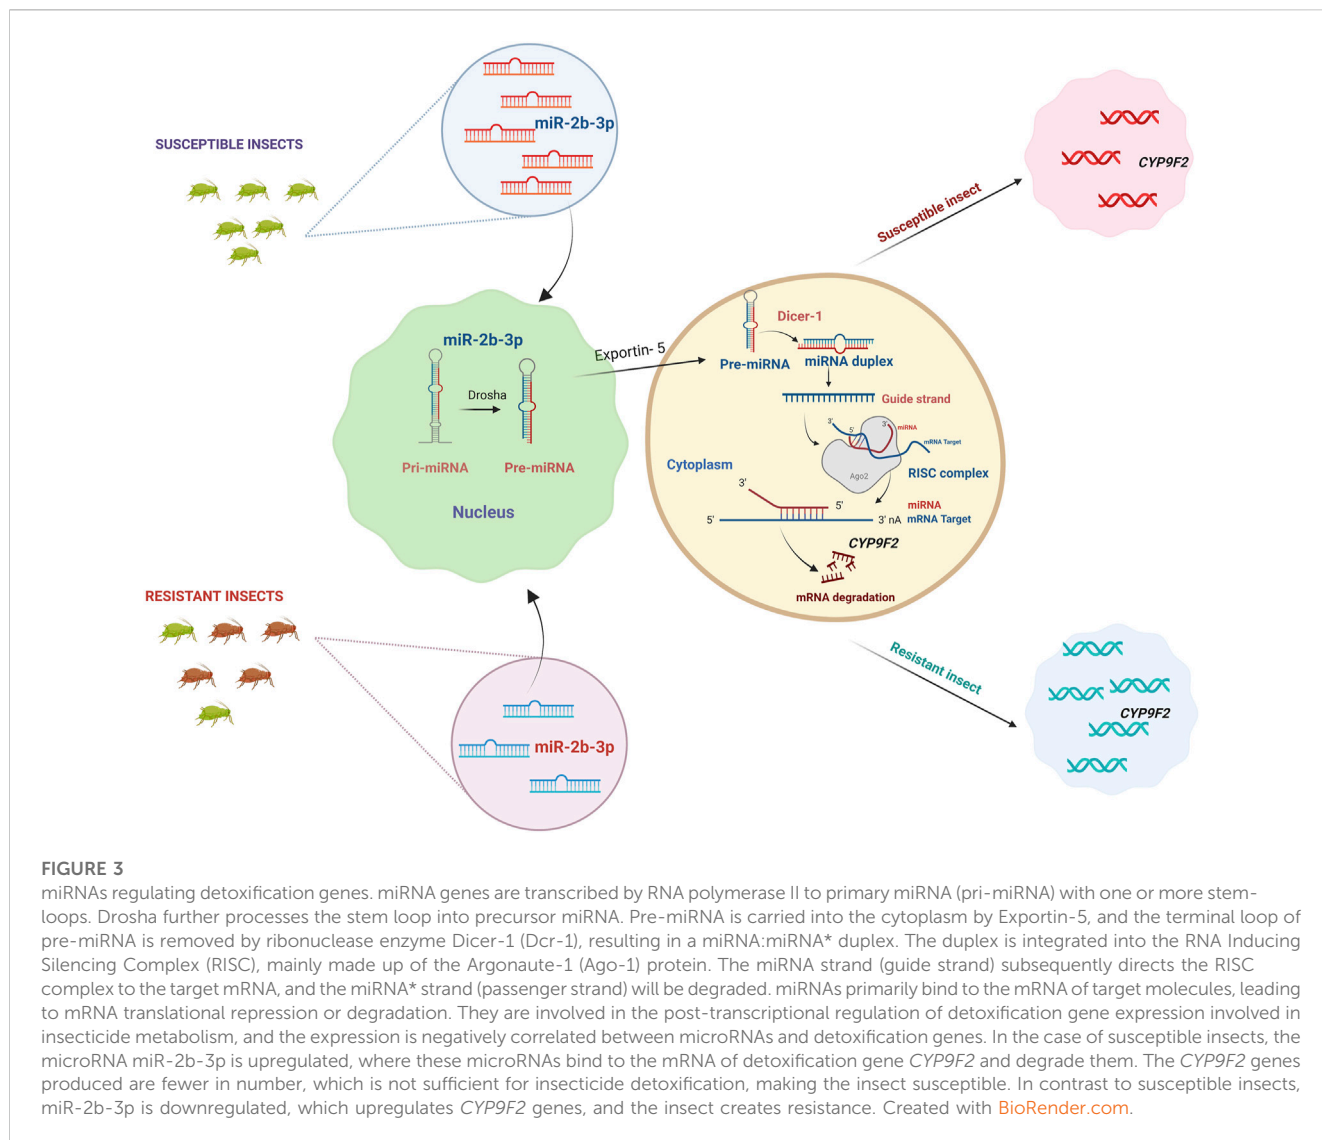 miR-2b-3p
SUSCEPTIBLE INSECTS
CYP9F2
Susceptible insect
miR-2b-3p
Drosha
Pri-miRNA
Pre-miRNA
Nucleus
Exportin- 5
Dicer-1
Pre-miRNA
miRNA duplex
Guide strand
3'
5'
3'
miRNA
mRNA Target
Ago2
RISC complex
Cytoplasm
3'
5'
miRNA
5'
3' nA
mRNA Target
CYP9F2
mRNA degradation
RESISTANT INSECTS
miR-2b-3p
Resistant insect
CYP9F2
FIGURE 3
miRNAs regulating detoxification genes. miRNA genes are transcribed by RNA polymerase II to primary miRNA (pri-miRNA) with one or more stem-
loops. Drosha further processes the stem loop into precursor miRNA. Pre-miRNA is carried into the cytoplasm by Exportin-5, and the terminal loop of
pre-miRNA is removed by ribonuclease enzyme Dicer-1 (Dcr-1), resulting in a miRNA:miRNA* duplex. The duplex is integrated into the RNA Inducing
Silencing Complex (RISC), mainly made up of the Argonaute-1 (Ago-1) protein. The miRNA strand (guide strand) subsequently directs the RISC
complex to the target mRNA, and the miRNA* strand (passenger strand) will be degraded. miRNAs primarily bind to the mRNA of target molecules, leading
to mRNA translational repression or degradation. They are involved in the post-transcriptional regulation of detoxification gene expression involved in
insecticide metabolism, and the expression is negatively correlated between microRNAs and detoxification genes. In the case of susceptible insects, the
microRNA miR-2b-3p is upregulated, where these microRNAs bind to the mRNA of detoxification gene CYP9F2 and degrade them. The CYP9F2 genes
produced are fewer in number, which is not sufficient for insecticide detoxification, making the insect susceptible. In contrast to susceptible insects,
miR-2b-3p is downregulated, which upregulates CYP9F2 genes, and the insect creates resistance. Created with BioRender.com.